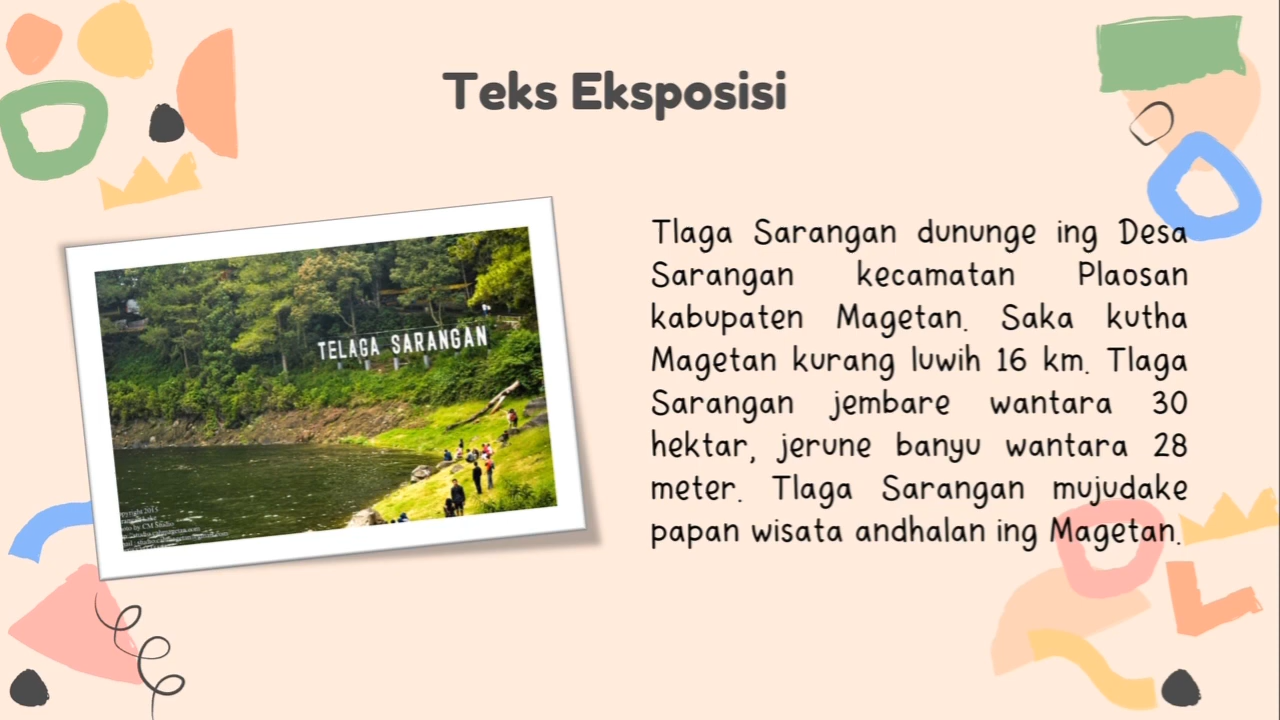 Teks Eksposisi
TELAGA SARANGAN
Tlaga Sarangan dununge ing Desa
Sarangan kecamatan Plaosan
kabupaten Magetan. Saka kutha
Magetan kurang luwih 16 km. Tlaga
Sarangan jembare wantara 30
hektar, jerune banyu wantara 28
meter. Tlaga Sarangan mujudake
papan wisata andhalan ing Magetan.